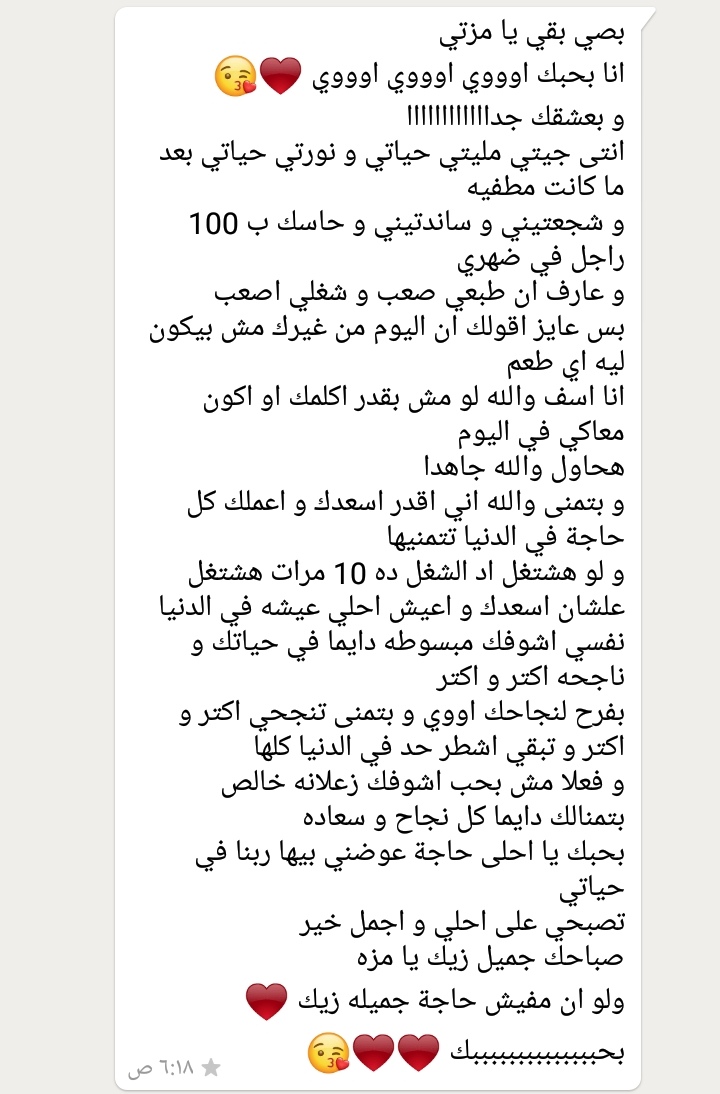 بصي بقي يا مزتي
انا بحبك اوووي اوووي اوووي ❤😘
و بعشقك جدااااااااااااا
انتى جيتي مليتي حياتي و نورتي حياتي بعد
ما كانت مطفيه
و شجعتيني و ساندتيني و حاسك ب 100
راجل في ضهري
و عارف ان طبعي صعب و شغلي اصعب
بس عايز اقولك ان اليوم من غيرك مش بيكون
ليه اي طعم
انا اسف والله لو مش بقدر اكلمك او اكون
معاكي في اليوم
هحاول والله جاهدا
و بتمنى والله اني اقدر اسعدك و اعملك كل
حاجة في الدنيا تتمنيها
و لو هشتغل اد الشغل ده 10 مرات هشتغل
علشان اسعدك و اعيش احلي عيشه في الدنيا
نفسي اشوفك مبسوطه دايما في حياتك و
ناجحه اكتر و اكتر
بفرح لنجاحك اووي و بتمنى تنجحي اكتر و
اكتر و تبقي اشطر حد في الدنيا كلها
و فعلا مش بحب اشوفك زعلانه خالص
بتمنالك دايما كل نجاح و سعاده
بحبك يا احلى حاجة عوضني بيها ربنا في
حياتي
تصبحي على احلي و اجمل خير
صباحك جميل زيك يا مزه
ولو ان مفيش حاجة جميله زيك ❤
بحبببببببببببببببك ❤❤😘
★ ٦:١٨ ص